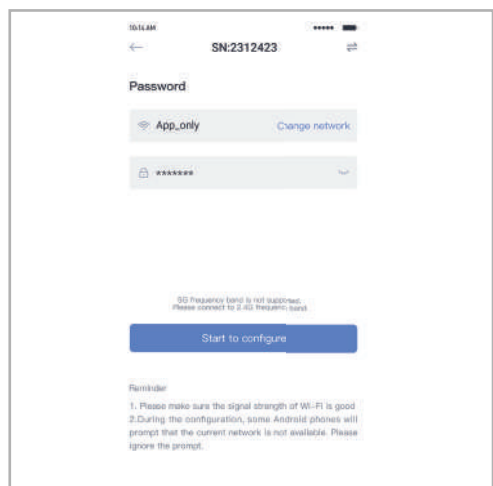 10:14 AM
SN:2312423
Password
App_only
Change network
*******
5G frequency band is not supported.
Please connect to 2.4G frequency band.
Start to configure
Reminder
1. Please make sure the signal strength of Wi-Fi is good
2.During the configuration, some Android phones will
prompt that the current network is not available. Please
ignore the prompt.